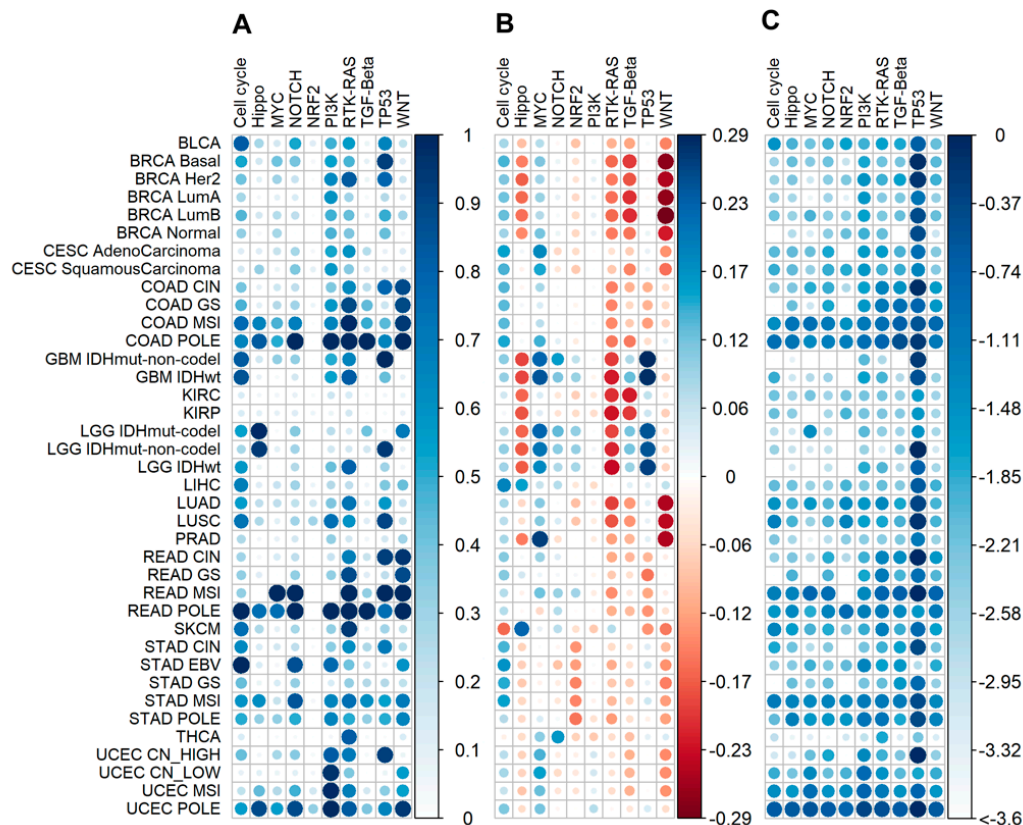 A
B
C
Cell cycle
Hippo
MYC
NOTCH
NRF2
PI3K
RTK-RAS
TGF-Beta
TP53
WNT
Cell cycle
Hippo
MYC
NOTCH
NRF2
PI3K
RTK-RAS
TGF-Beta
TP53
WNT
Cell cycle
Hippo
MYC
NOTCH
NRF2
PI3K
RTK-RAS
TGF-Beta
TP53
WNT
BLCA
BRCA Basal
BRCA Her2
BRCA LumA
BRCA LumB
BRCA Normal
CESC AdenoCarcinoma
CESC SquamousCarcinoma
COAD CIN
COAD GS
COAD MSI
COAD POLE
GBM IDHmut-non-codel
GBM IDHwt
KIRC
KIRP
LGG IDHmut-codel
LGG IDHmut-non-codel
LGG IDHwt
LIHC
LUAD
LUSC
PRAD
READ CIN
READ GS
READ MSI
READ POLE
SKCM
STAD CIN
STAD EBV
STAD GS
STAD MSI
STAD POLE
THCA
UCEC CN_HIGH
UCEC CN_LOW
UCEC MSI
UCEC POLE
1
0.9
0.8
0.7
0.6
0.5
0.4
0.3
0.2
0.1
0
0.29
0.23
0.17
0.12
0.06
0
-0.06
-0.12
-0.17
-0.23
-0.29
0
-0.37
-0.74
-1.11
-1.48
-1.85
-2.21
-2.58
-2.95
-3.32
<-3.6